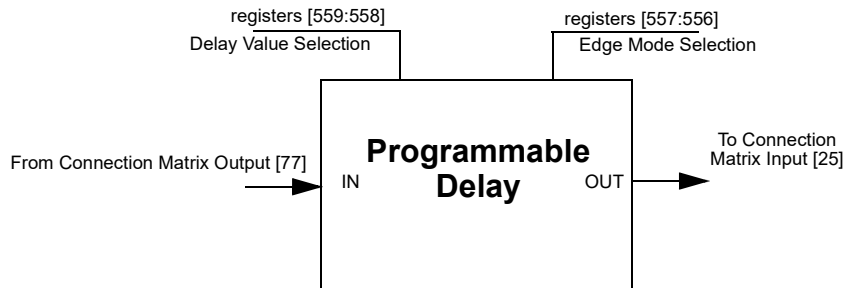 registers [559:558]
Delay Value Selection
registers [557:556]
Edge Mode Selection
From Connection Matrix Output [77]
IN
Programmable
Delay
OUT
To Connection
Matrix Input [25]